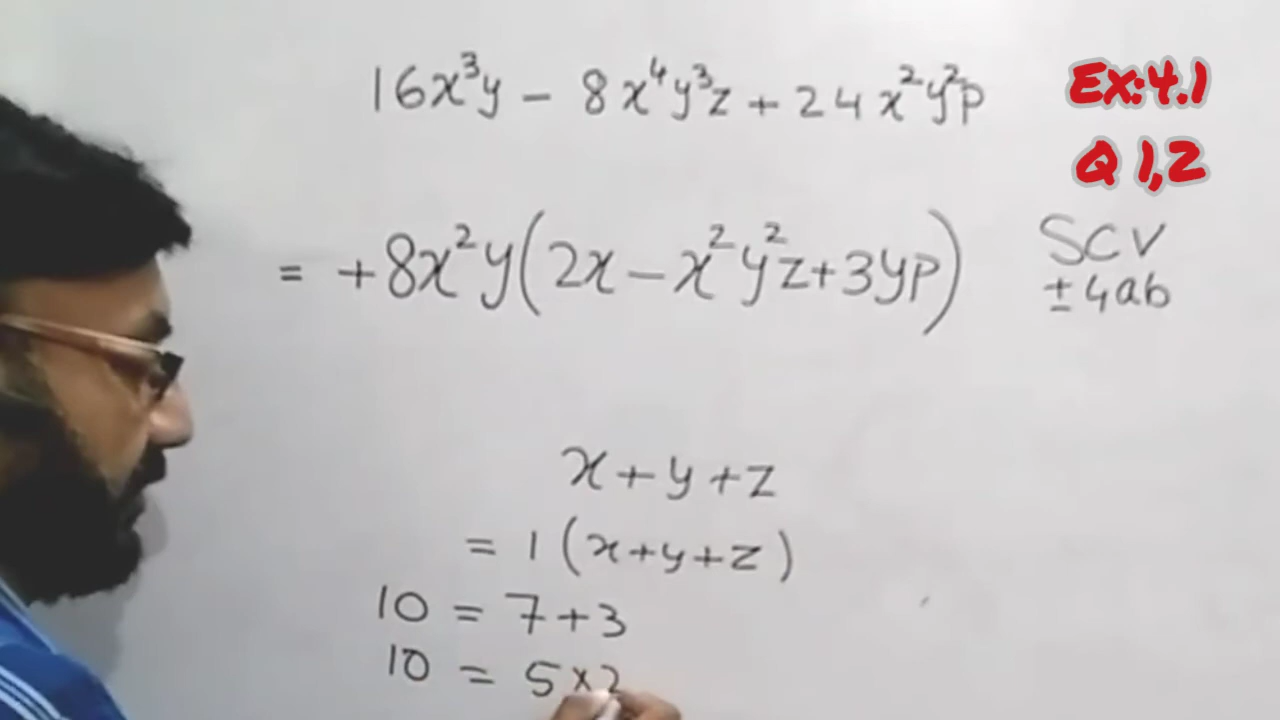 16x³y - 8x⁴y³z + 24x²y²p
Ex:4.1
Q 1,2
= +8x²y(2x - x²y²z + 3yp)
SCV
±4ab
x + y + z
= 1 (x + y + z)
10 = 7 + 3
10 = 5 × 2